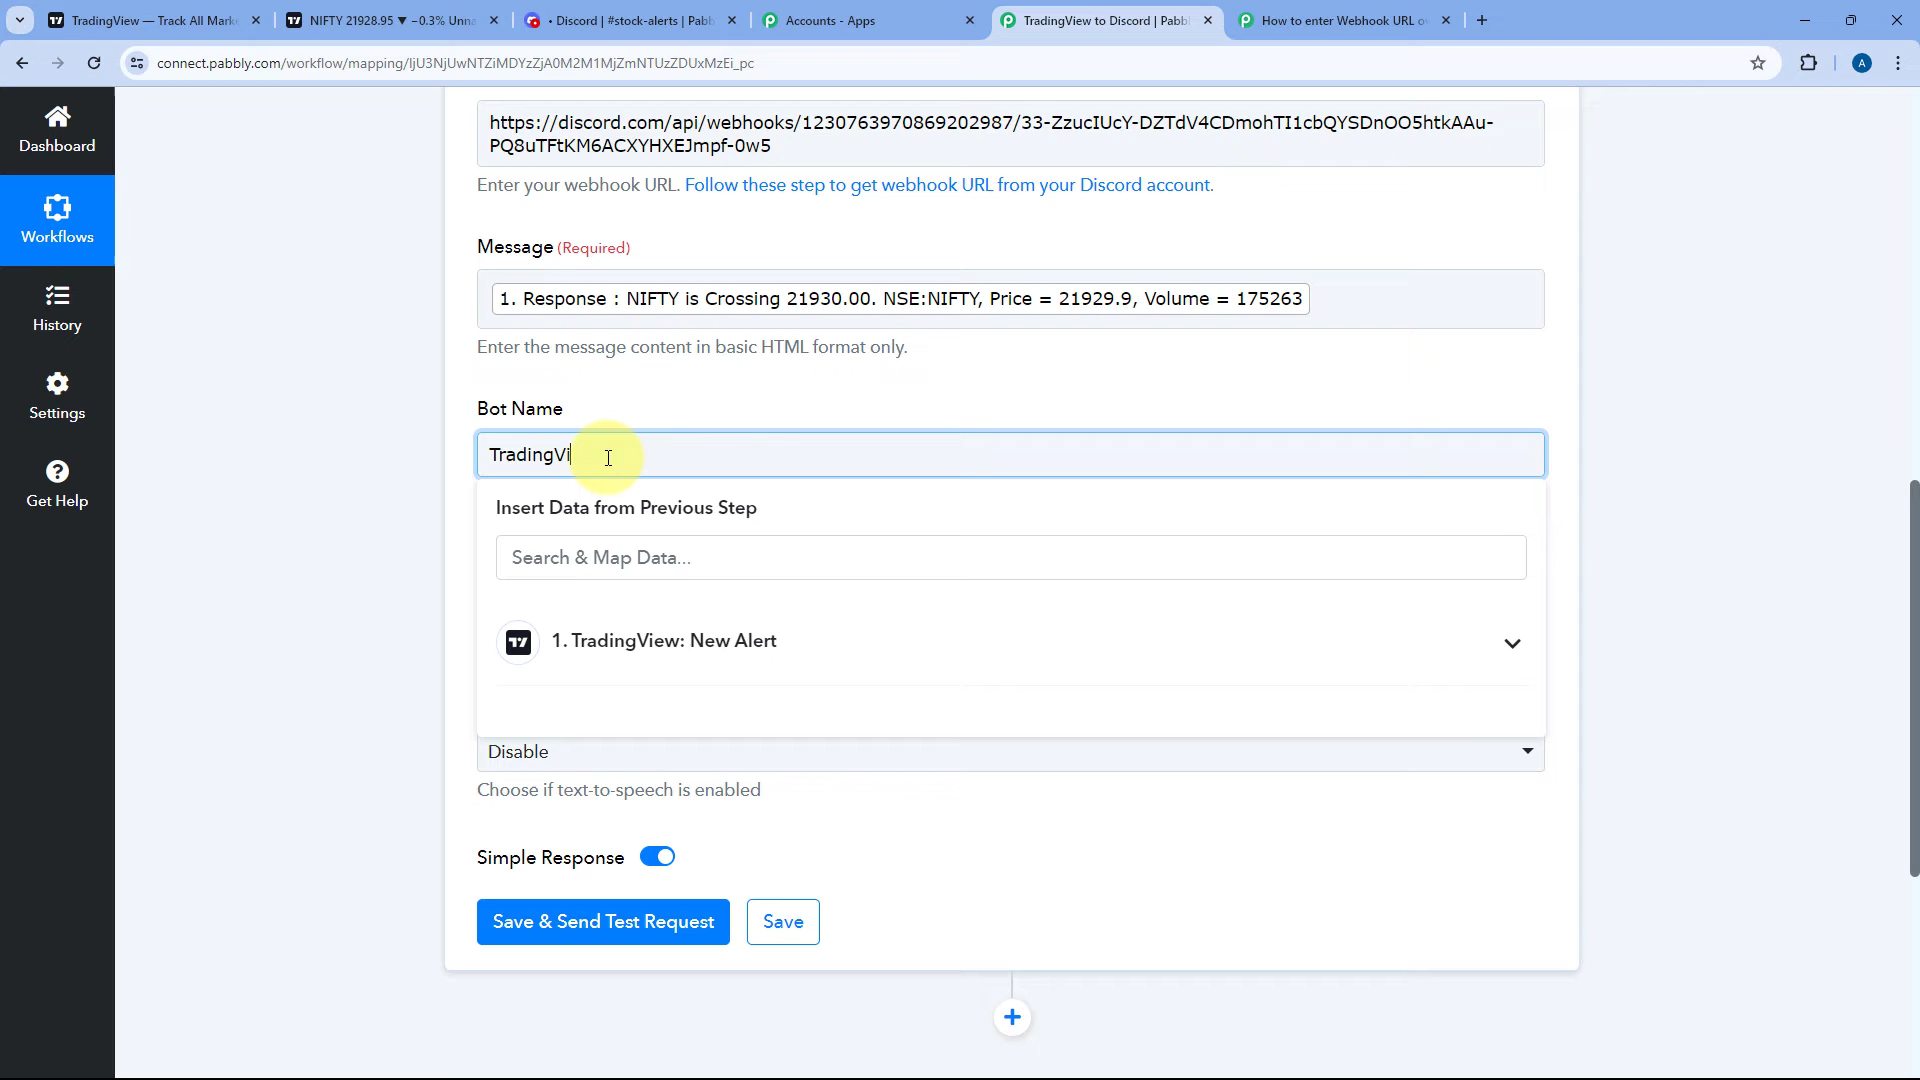 TradingView — Track All Mark
NIFTY 21928.95 ▼ −0.3% Unna
• Discord | #stock-alerts | Pabb
Accounts - Apps
TradingView to Discord | Pabbl
How to enter Webhook URL o
connect.pabbly.com/workflow/mapping/IjU3NjUwNTZiMDYzZjA0M2M1MjZmNTUzZDUxMzEi_pc
A
Dashboard
Workflows
History
Settings
Get Help
https://discord.com/api/webhooks/1230763970869202987/33-ZzucIUcY-DZTdV4CDmohTI1cbQYSDnOO5htkAAu-
PQ8uTFtKM6ACXYHXEJmpf-0w5
Enter your webhook URL. Follow these step to get webhook URL from your Discord account.
Message (Required)
1. Response : NIFTY is Crossing 21930.00. NSE:NIFTY, Price = 21929.9, Volume = 175263
Enter the message content in basic HTML format only.
Bot Name
TradingVi
Insert Data from Previous Step
Search & Map Data...
1. TradingView: New Alert
Disable
Choose if text-to-speech is enabled
Simple Response
Save & Send Test Request
Save